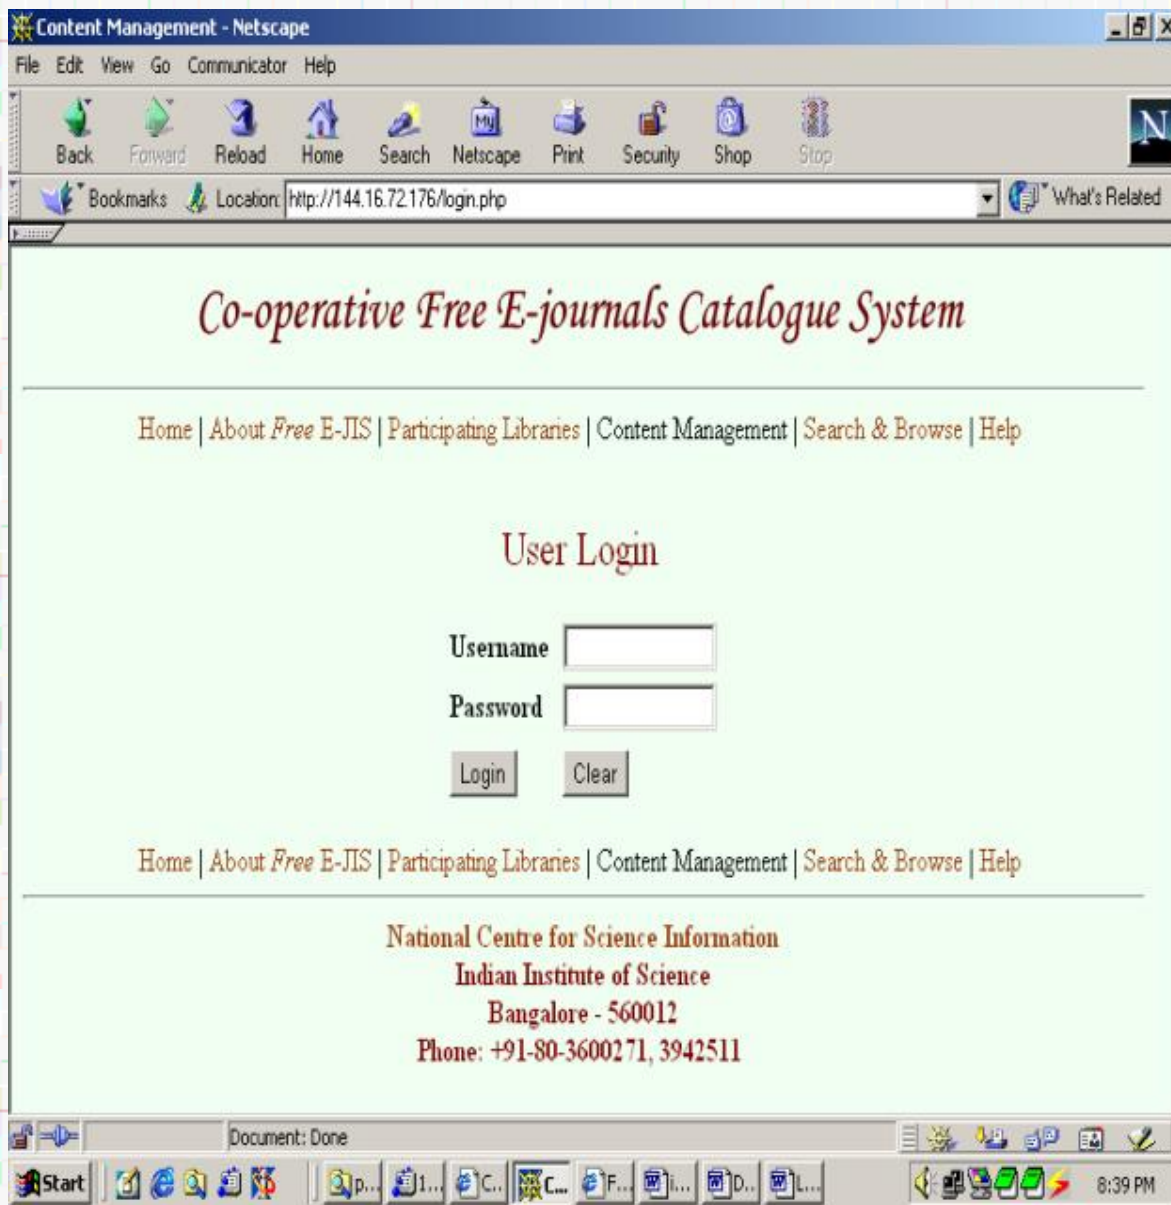 Content Management - Netscape
File Edit View Go Communicator Help
Back Forward Reload Home Search Netscape Print Security Shop Stop
My
N
Bookmarks Location: http://144.16.72.176/login.php What's Related
Co-operative Free E-journals Catalogue System
Home | About Free E-JIS | Participating Libraries | Content Management | Search & Browse | Help
User Login
Username
Password
Login Clear
Home | About Free E-JIS | Participating Libraries | Content Management | Search & Browse | Help
National Centre for Science Information
Indian Institute of Science
Bangalore - 560012
Phone: +91-80-3600271, 3942511
Document: Done
Start p... 1... C... C... F... i... D... L... 8:39 PM